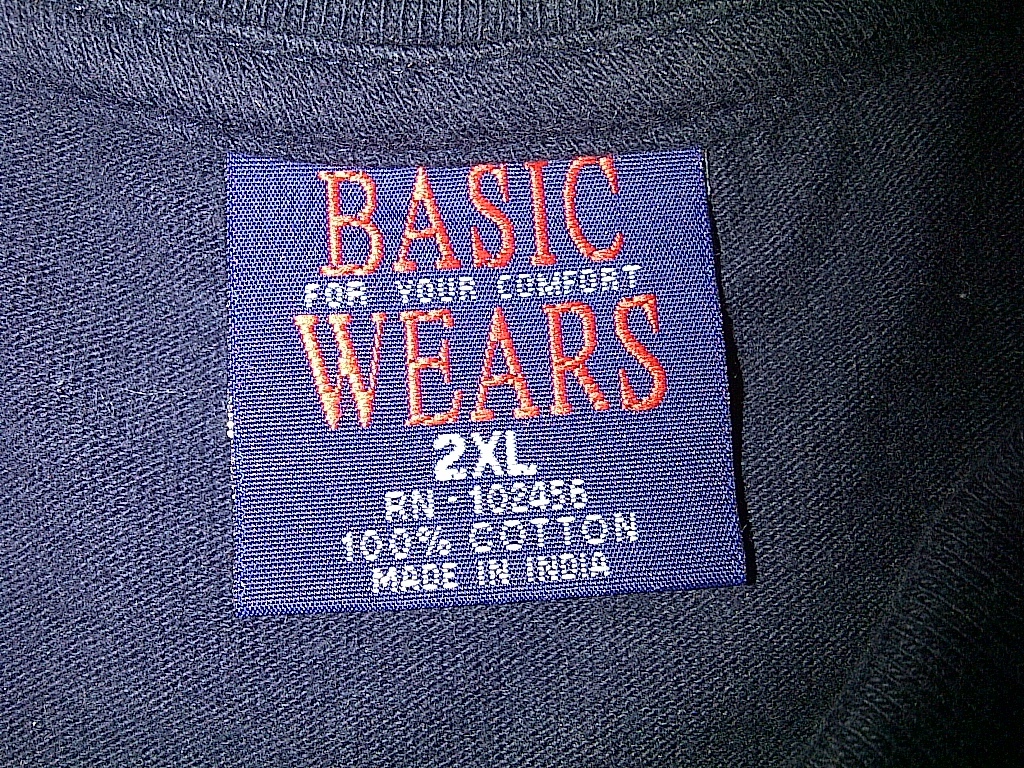 BASIC
FOR YOUR COMFORT
WEARS
2XL
RN - 102456
100% COTTON
MADE IN INDIA